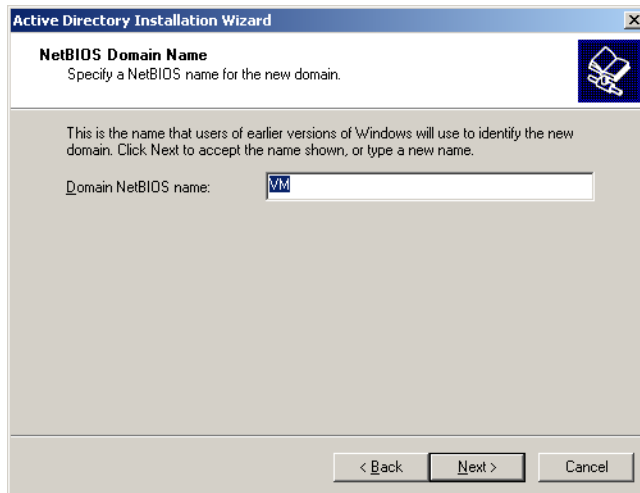 Active Directory Installation Wizard
NetBIOS Domain Name
Specify a NetBIOS name for the new domain.
This is the name that users of earlier versions of Windows will use to identify the new
domain. Click Next to accept the name shown, or type a new name.
Domain NetBIOS name: VM
< Back Next > Cancel